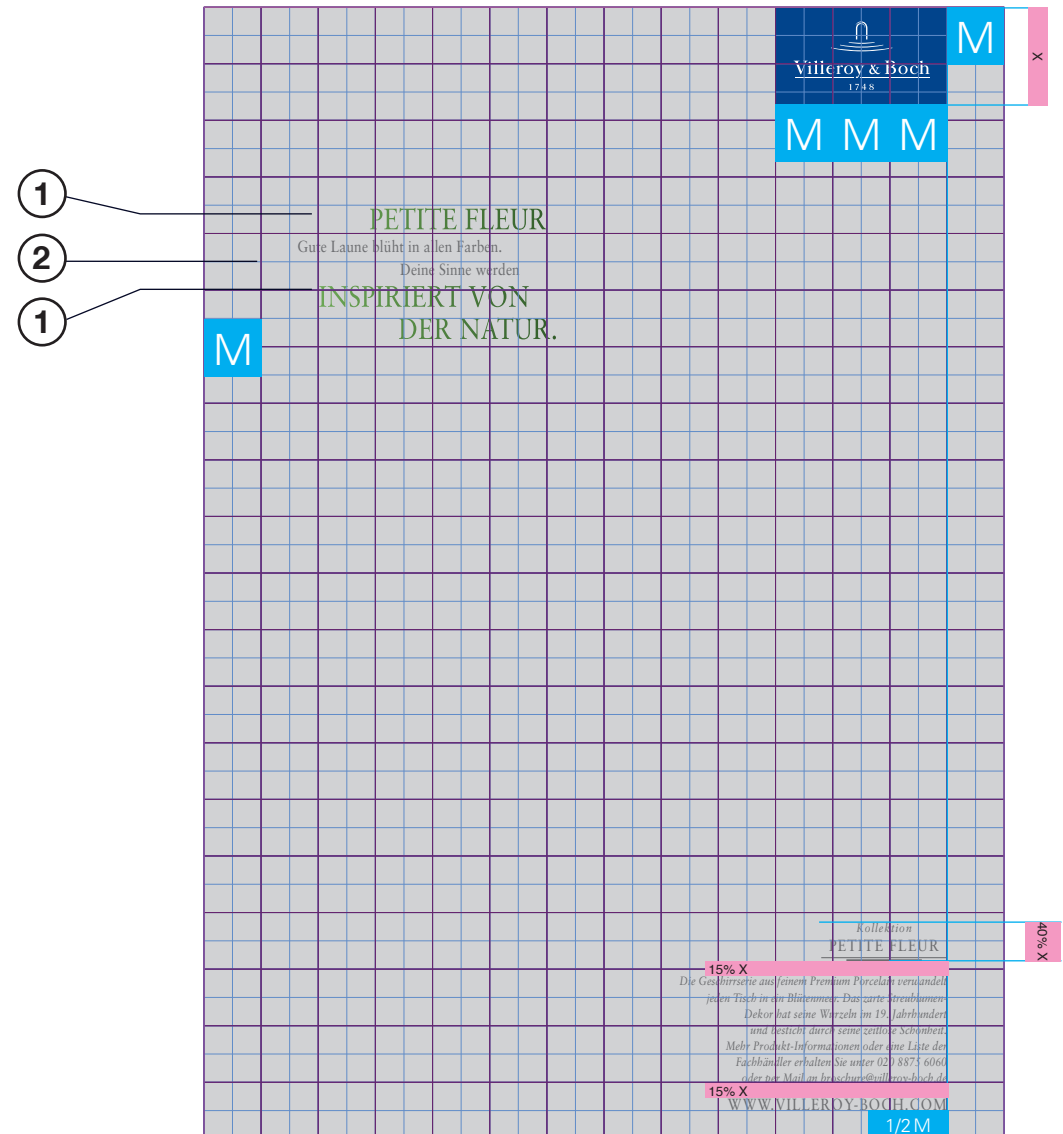 M
X
Villeroy & Boch
1748
M M M
1
PETITE FLEUR
Gute Laune blüht in allen Farben.
2
Deine Sinne werden
1
INSPIRIERT VON
DER NATUR.
M
Kollektion
PETITE FLEUR
40% X
15% X
Die Geschirrserie aus feinem Premium Porcelain verwandelt
jeden Tisch in ein Blütenmeer. Das zarte Streublumen-
Dekor hat seine Wurzeln im 19. Jahrhundert
und besticht durch seine zeitlose Schönheit.
Mehr Produkt-Informationen oder eine Liste der
Fachhändler erhalten Sie unter 020 8875 6060
oder per Mail an broschure@villeroy-boch.de
15% X
WWW.VILLEROY-BOCH.COM
1/2 M